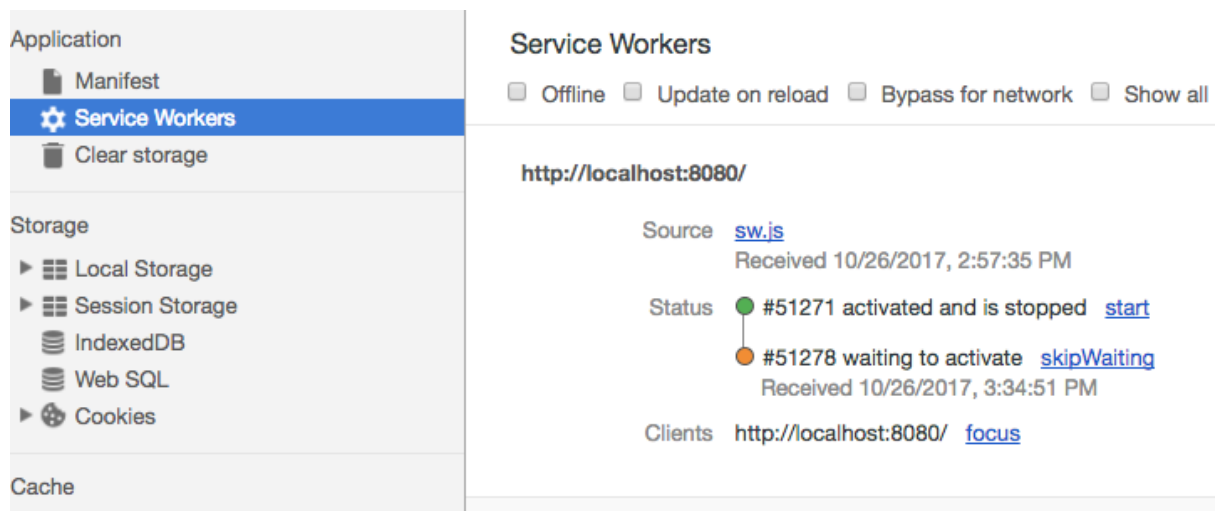 Application
Manifest
Service Workers
Clear storage
Storage
Local Storage
Session Storage
IndexedDB
Web SQL
Cookies
Cache
Service Workers
Offline Update on reload Bypass for network Show all
http://localhost:8080/
Source sw.js
Received 10/26/2017, 2:57:35 PM
Status #51271 activated and is stopped start
#51278 waiting to activate skipWaiting
Received 10/26/2017, 3:34:51 PM
Clients http://localhost:8080/ focus